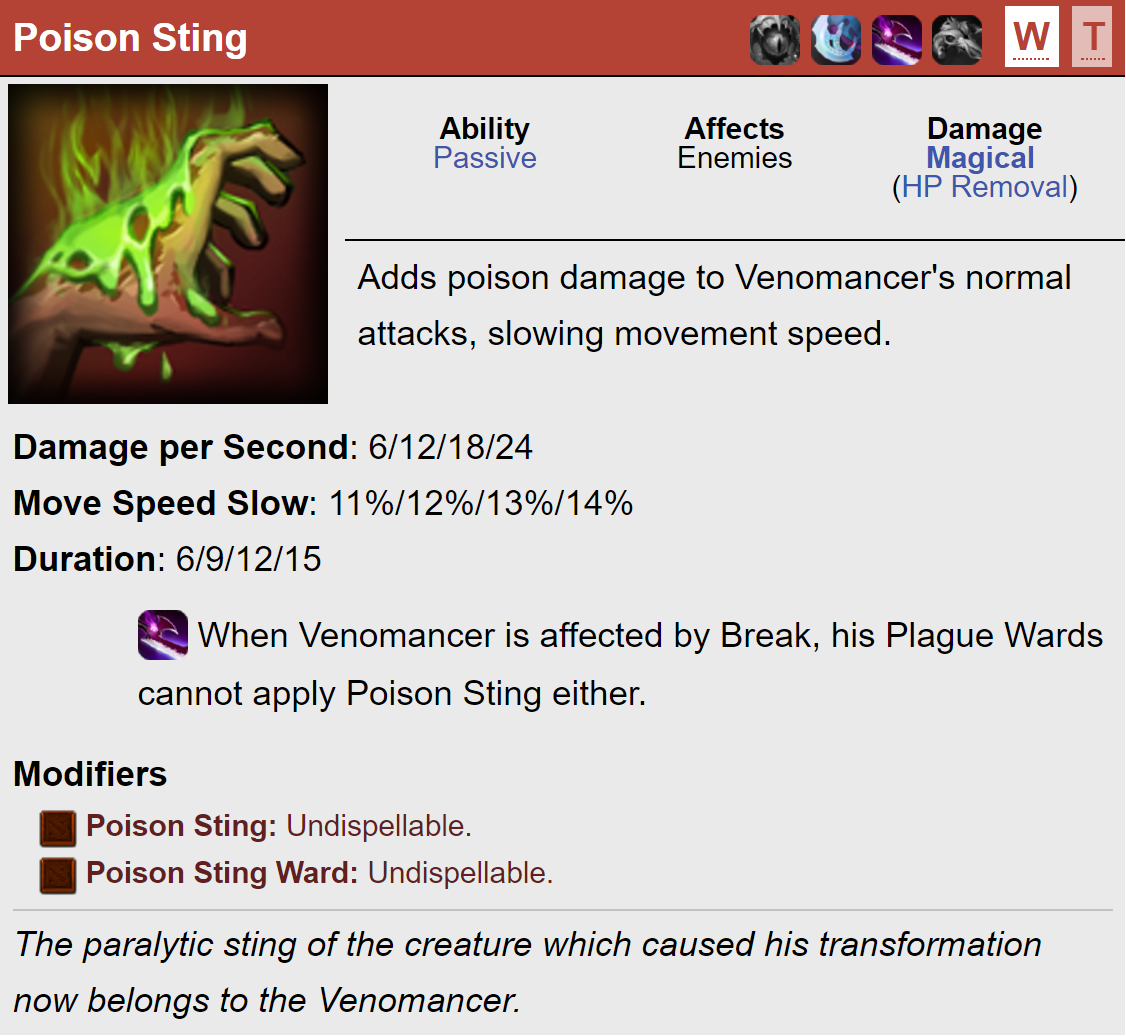 Poison Sting
W T
Ability
Passive
Affects
Enemies
Damage
Magical
(HP Removal)
Adds poison damage to Venomancer's normal
attacks, slowing movement speed.
Damage per Second: 6/12/18/24
Move Speed Slow: 11%/12%/13%/14%
Duration: 6/9/12/15
When Venomancer is affected by Break, his Plague Wards
cannot apply Poison Sting either.
Modifiers
Poison Sting: Undispellable.
Poison Sting Ward: Undispellable.
The paralytic sting of the creature which caused his transformation
now belongs to the Venomancer.